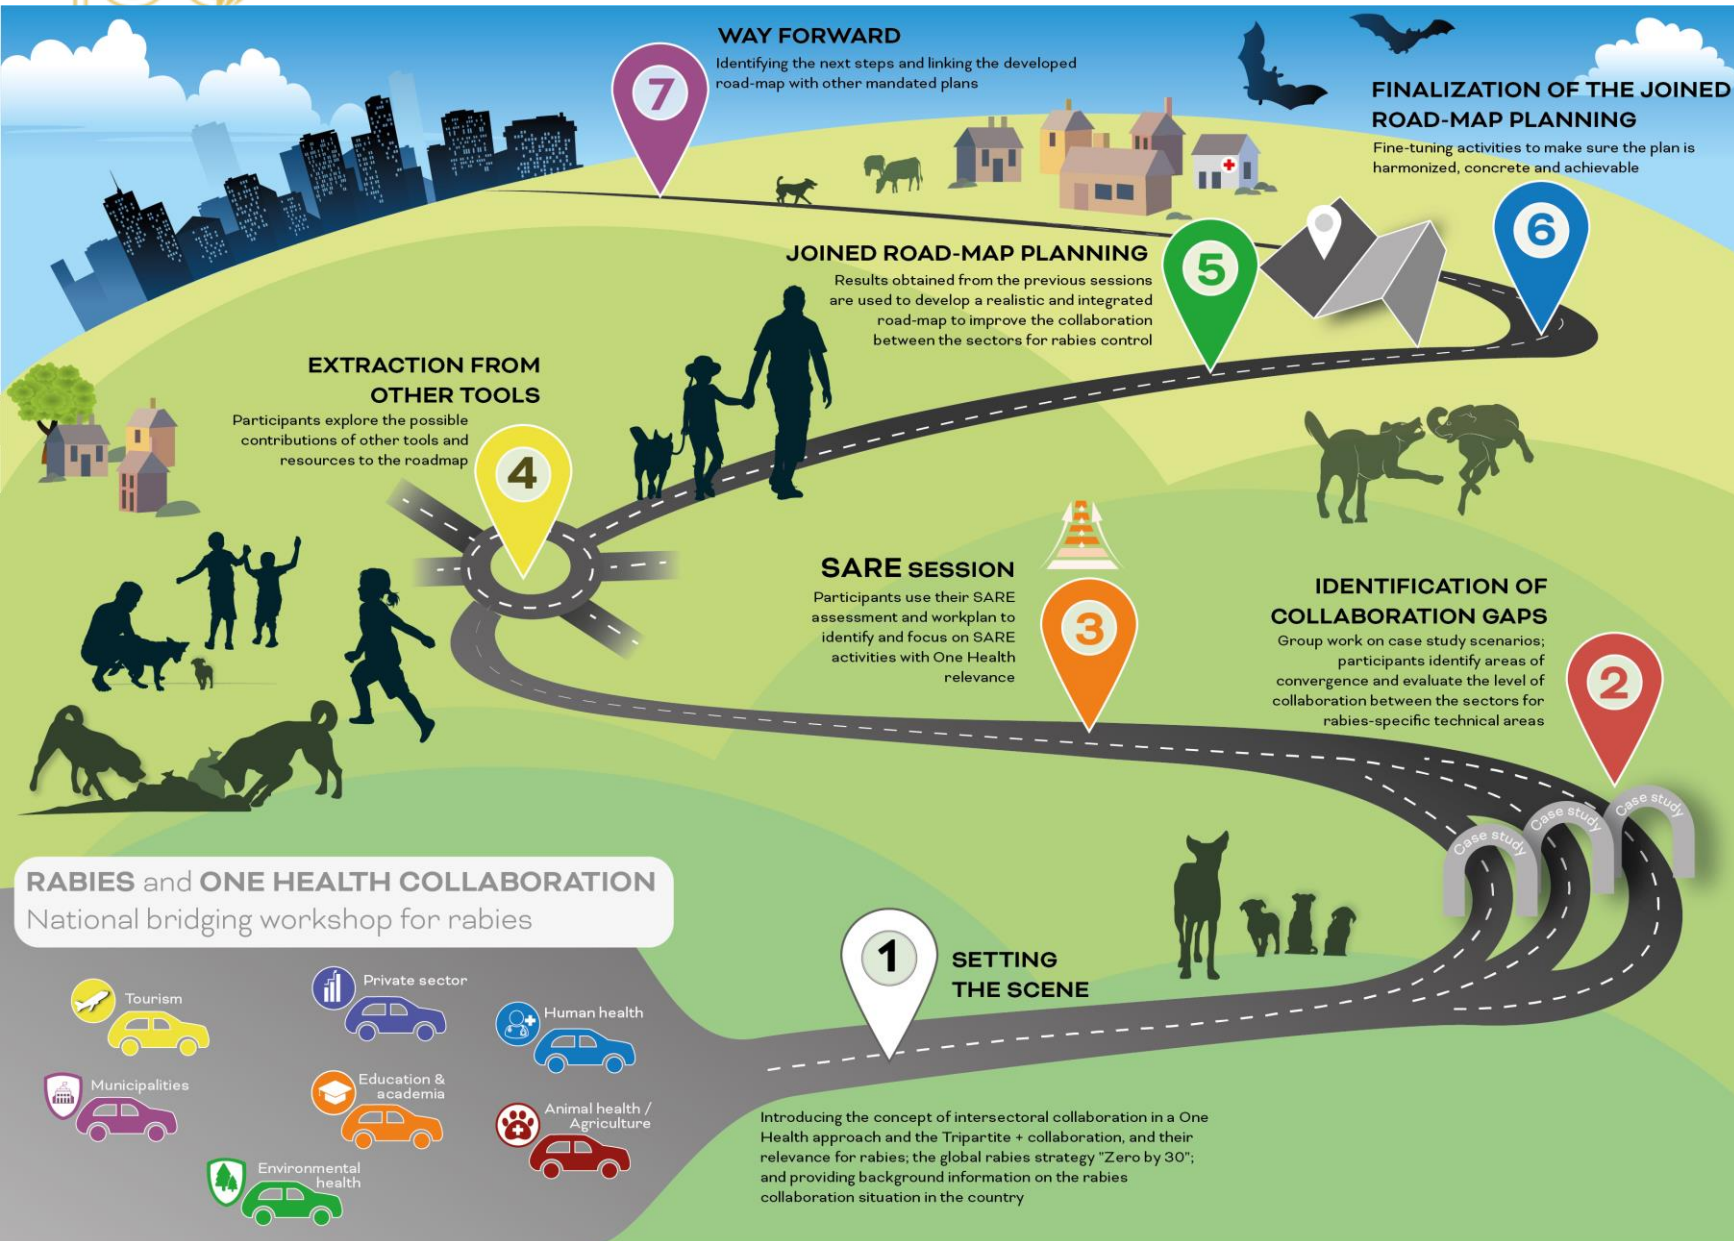 WAY FORWARD
Identifying the next steps and linking the developed
road-map with other mandated plans
7
FINALIZATION OF THE JOINED
ROAD-MAP PLANNING
Fine-tuning activities to make sure the plan is
harmonized, concrete and achievable
6
JOINED ROAD-MAP PLANNING
Results obtained from the previous sessions
are used to develop a realistic and integrated
road-map to improve the collaboration
between the sectors for rabies control
5
EXTRACTION FROM
OTHER TOOLS
Participants explore the possible
contributions of other tools and
resources to the roadmap
4
SARE SESSION
Participants use their SARE
assessment and workplan to
identify and focus on SARE
activities with One Health
relevance
3
IDENTIFICATION OF
COLLABORATION GAPS
Group work on case study scenarios;
participants identify areas of
convergence and evaluate the level of
collaboration between the sectors for
rabies-specific technical areas
2
Case study
Case study
Case study
RABIES and ONE HEALTH COLLABORATION
National bridging workshop for rabies
1
SETTING
THE SCENE
Introducing the concept of intersectoral collaboration in a One
Health approach and the Tripartite + collaboration, and their
relevance for rabies; the global rabies strategy "Zero by 30";
and providing background information on the rabies
collaboration situation in the country
Tourism
Private sector
Human health
Municipalities
Education &
academia
Animal health /
Agriculture
Environmental
health